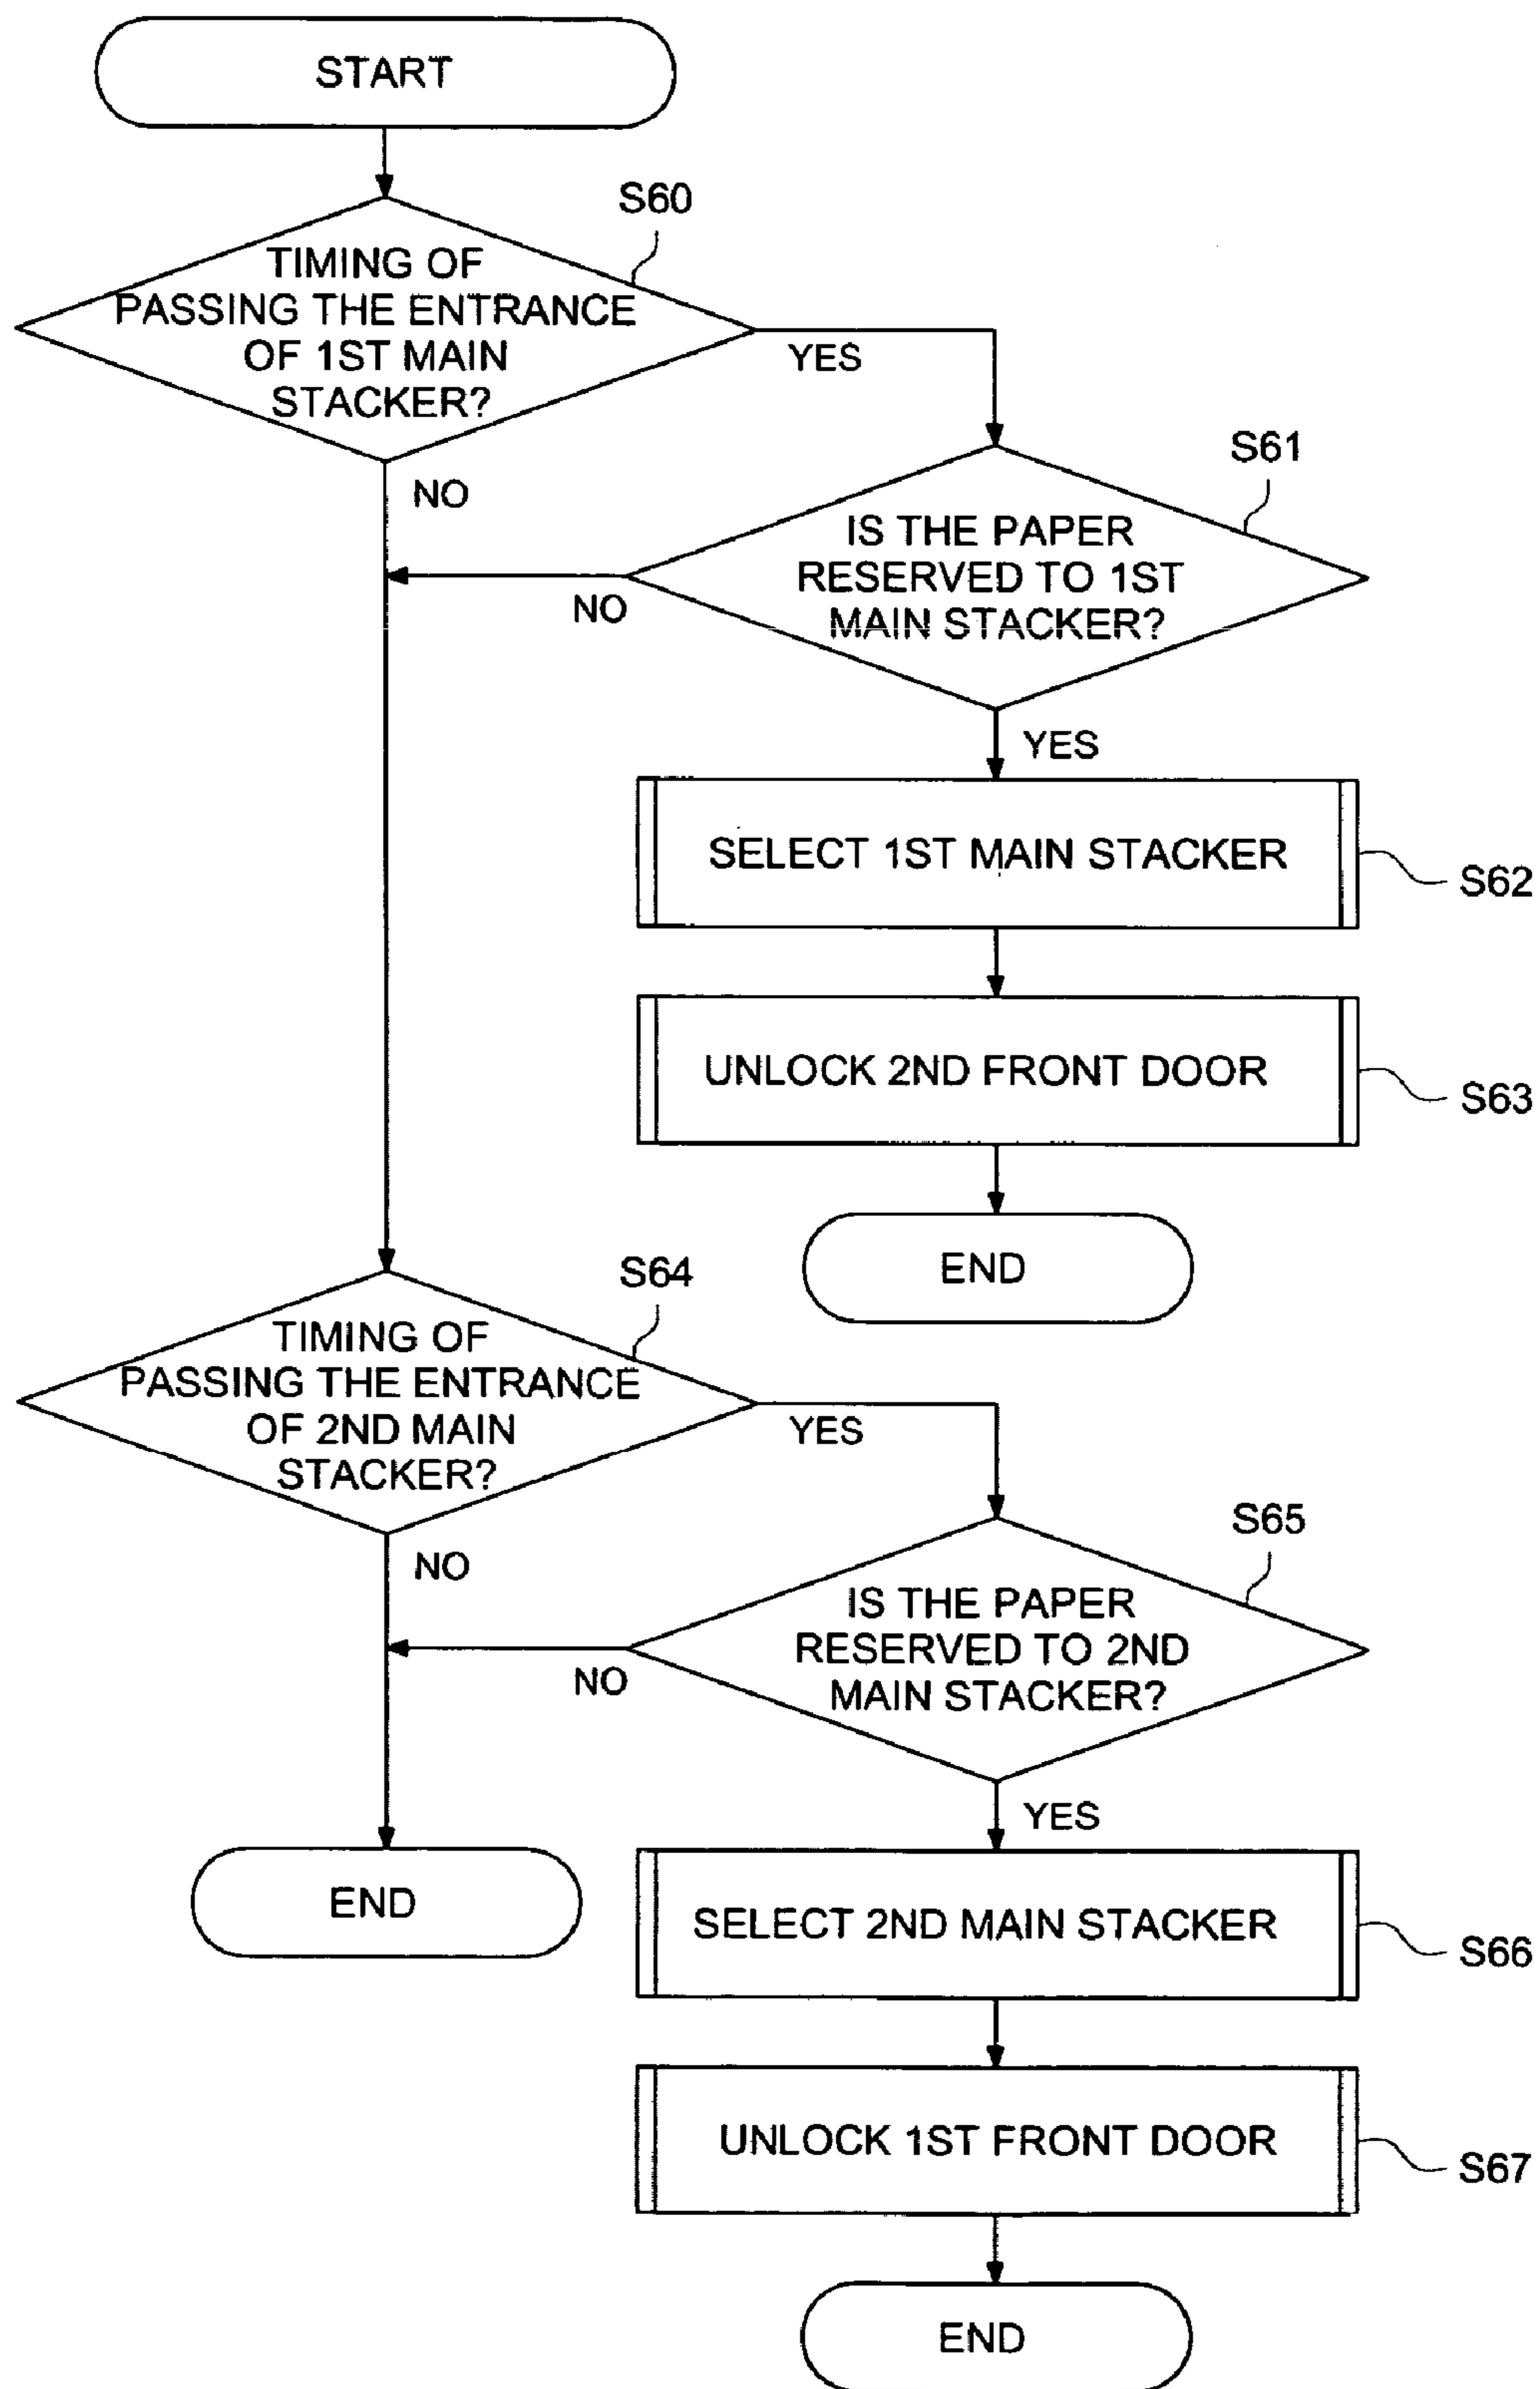 START
S60
TIMING OF
PASSING THE ENTRANCE
OF 1ST MAIN
STACKER?
YES
NO
S61
IS THE PAPER
RESERVED TO 1ST
MAIN STACKER?
NO
YES
SELECT 1ST MAIN STACKER
S62
UNLOCK 2ND FRONT DOOR
S63
END
S64
TIMING OF
PASSING THE ENTRANCE
OF 2ND MAIN
STACKER?
YES
NO
S65
IS THE PAPER
RESERVED TO 2ND
MAIN STACKER?
NO
YES
END
SELECT 2ND MAIN STACKER
S66
UNLOCK 1ST FRONT DOOR
S67
END